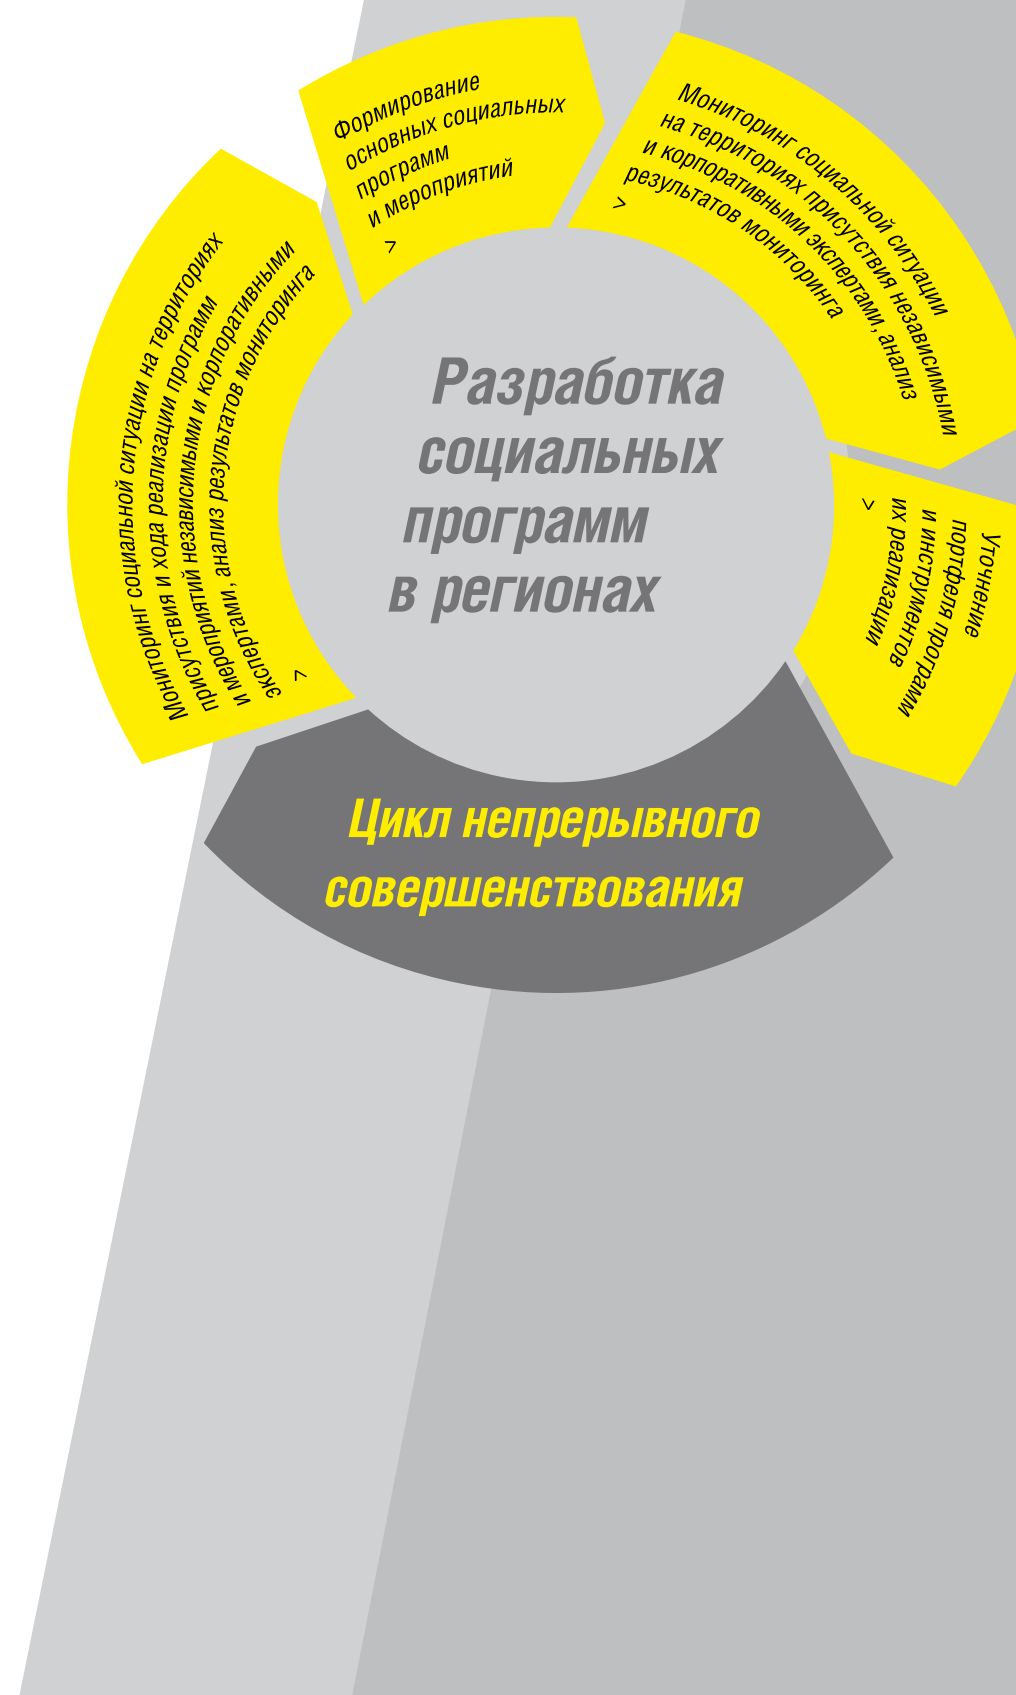 Формирование
основных социальных
программ
и мероприятий
>
Мониторинг социальной ситуации
на территориях присутствия независимыми
и корпоративными экспертами, анализ
результатов мониторинга
>
Уточнение
портфеля программ
и инструментов
их реализации
>
Мониторинг социальной ситуации на территориях
присутствия и хода реализации программ
и мероприятий независимыми и корпоративными
экспертами, анализ результатов мониторинга
>
Разработка
социальных
программ
в регионах
Цикл непрерывного
совершенствования